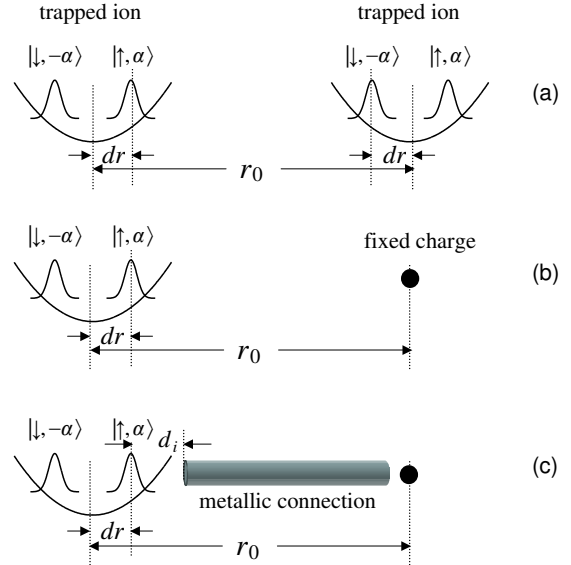 trapped ion trapped ion
|↓,-α⟩ |↑,α⟩ |↓,-α⟩ |↑,α⟩
(a)
dr dr
r₀
fixed charge
|↓,-α⟩ |↑,α⟩
(b)
dr
r₀
|↓,-α⟩ |↑,α⟩
dᵢ
(c)
metallic connection
dr
r₀